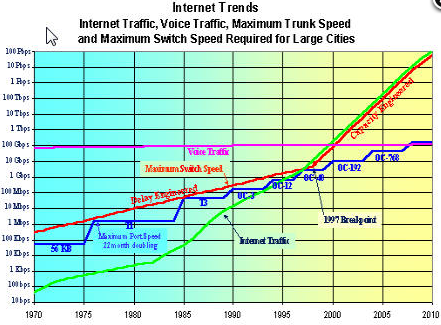 Internet Trends
Internet Traffic, Voice Traffic, Maximum Trunk Speed
and Maximum Switch Speed Required for Large Cities
100 Pbps
10 Pbps
1 Pbps
100 Tbps
10 Tbps
1 Tbps
100 Gbps
10 Gbps
1 Gbps
100 Mbps
10 Mbps
1 Mbps
100 Kbps
10 Kbps
1 Kbps
100 bps
10 bps
Capacity Engineered
Voice Traffic
Maximum Switch Speed
Delay Engineered
56 KB
T1
T3
OC-3
OC-12
OC-48
OC-192
OC-768
1997 Breakpoint
Maximum Port Speed
22 month doubling
Internet Traffic
1970
1975
1980
1985
1990
1995
2000
2005
2010